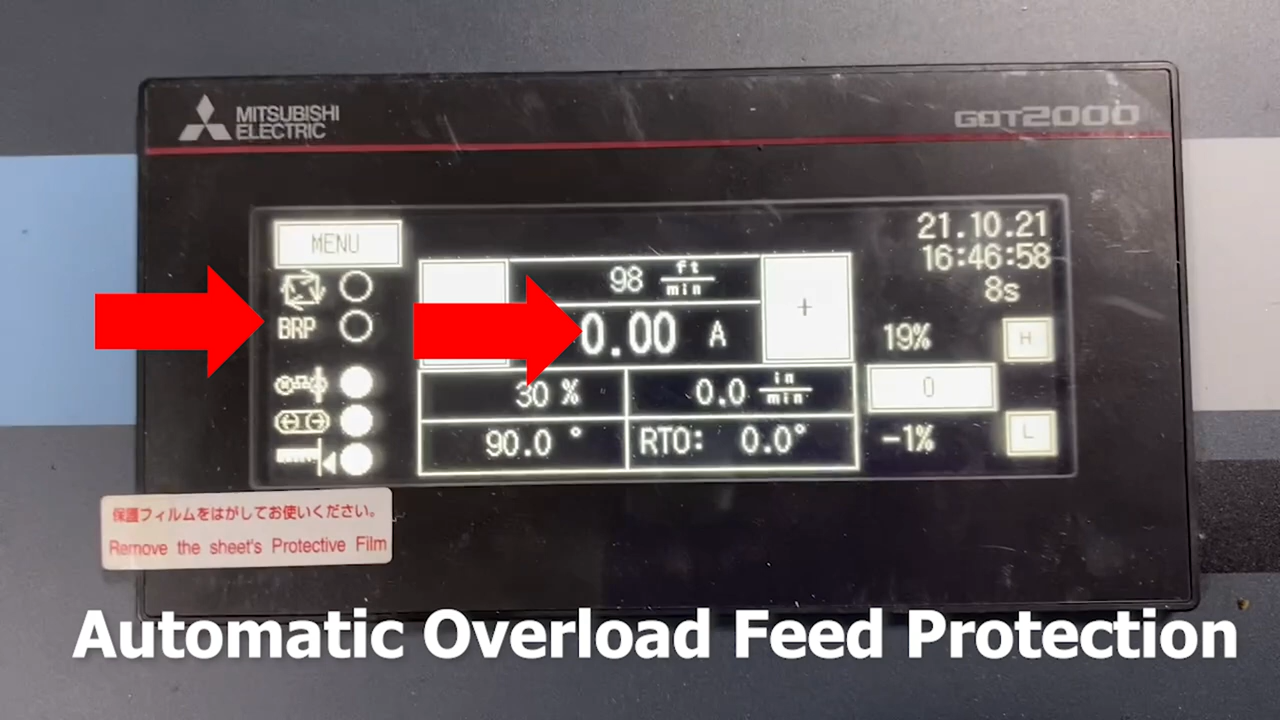 MITSUBISHI
ELECTRIC
GOT2000
MENU
BRP
98 ft/min
0.00 A
+
30 %
0.0 in/min
90.0 °
RTO: 0.0°
21.10.21
16:46:58
8s
19%
H
0
-1%
L
保護フィルムをはがしてお使いください。
Remove the sheet's Protective Film
Automatic Overload Feed Protection